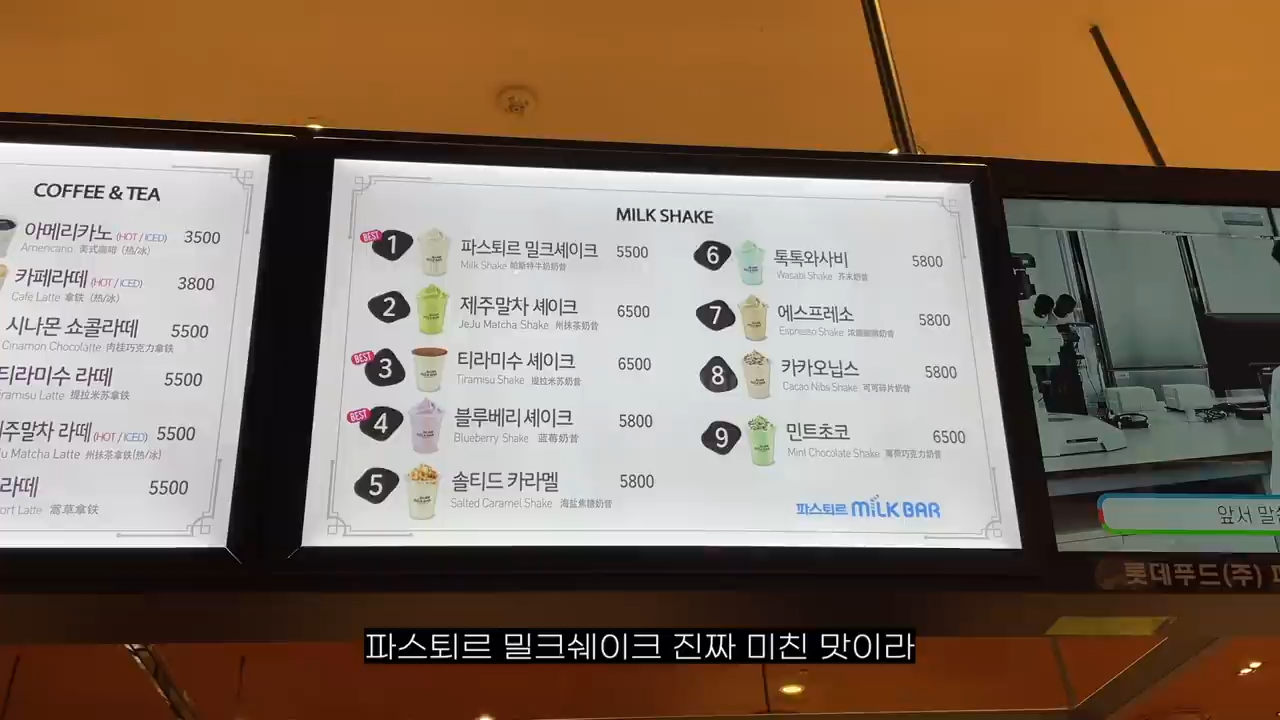 COFFEE & TEA
아메리카노 (HOT / ICED) 3500
Americano 美式咖啡 (热/冰)
카페라떼 (HOT / ICED) 3800
Cafe Latte 拿铁 (热/冰)
시나몬 쇼콜라떼 5500
Cinamon Chocolatte 肉桂巧克力拿铁
티라미수 라떼 5500
Tiramisu Latte 提拉米苏拿铁
주말차 라떼 (HOT / ICED) 5500
Matcha Latte 州抹茶拿铁(热/冰)
라떼 5500
ort Latte 蒿草拿铁
MILK SHAKE
BEST 1 파스퇴르 밀크셰이크 5500
Milk Shake 帕斯特牛奶奶昔
2 제주말차 셰이크 6500
JeJu Matcha Shake 州抹茶奶昔
BEST 3 티라미수 셰이크 6500
Tiramisu Shake 提拉米苏奶昔
BEST 4 블루베리 셰이크 5800
Blueberry Shake 蓝莓奶昔
5 솔티드 카라멜 5800
Salted Caramel Shake 海盐焦糖奶昔
6 톡톡와사비 5800
Wasabi Shake 芥末奶昔
7 에스프레소 5800
Espresso Shake
8 카카오닙스 5800
Cacao Nibs Shake 可可碎片奶昔
9 민트초코 6500
Mint Chocolate Shake 薄荷巧克力奶昔
파스퇴르 MiLK BAR
앞서 말
롯데푸드(주)
파스퇴르 밀크쉐이크 진짜 미친 맛이라